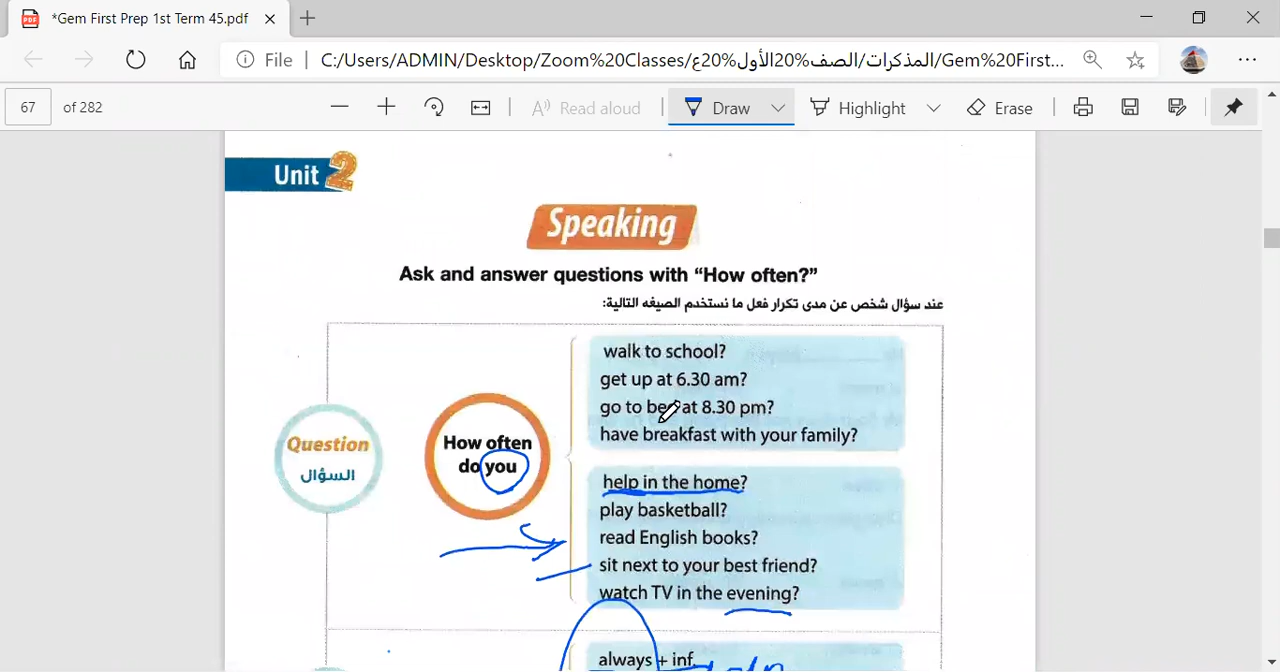 *Gem First Prep 1st Term 45.pdf
File
C:/Users/ADMIN/Desktop/Zoom%20Classes/المذكرات/الصف%20الأول%20ع/Gem%20First...
67 of 282
Read aloud
Draw
Highlight
Erase
Unit 2
Speaking
Ask and answer questions with “How often?”
عند سؤال شخص عن مدى تكرار فعل ما نستخدم الصيغه التالية:
walk to school?
get up at 6.30 am?
go to bed at 8.30 pm?
have breakfast with your family?
Question
السؤال
How often
do you
help in the home?
play basketball?
read English books?
sit next to your best friend?
watch TV in the evening?
always + inf.